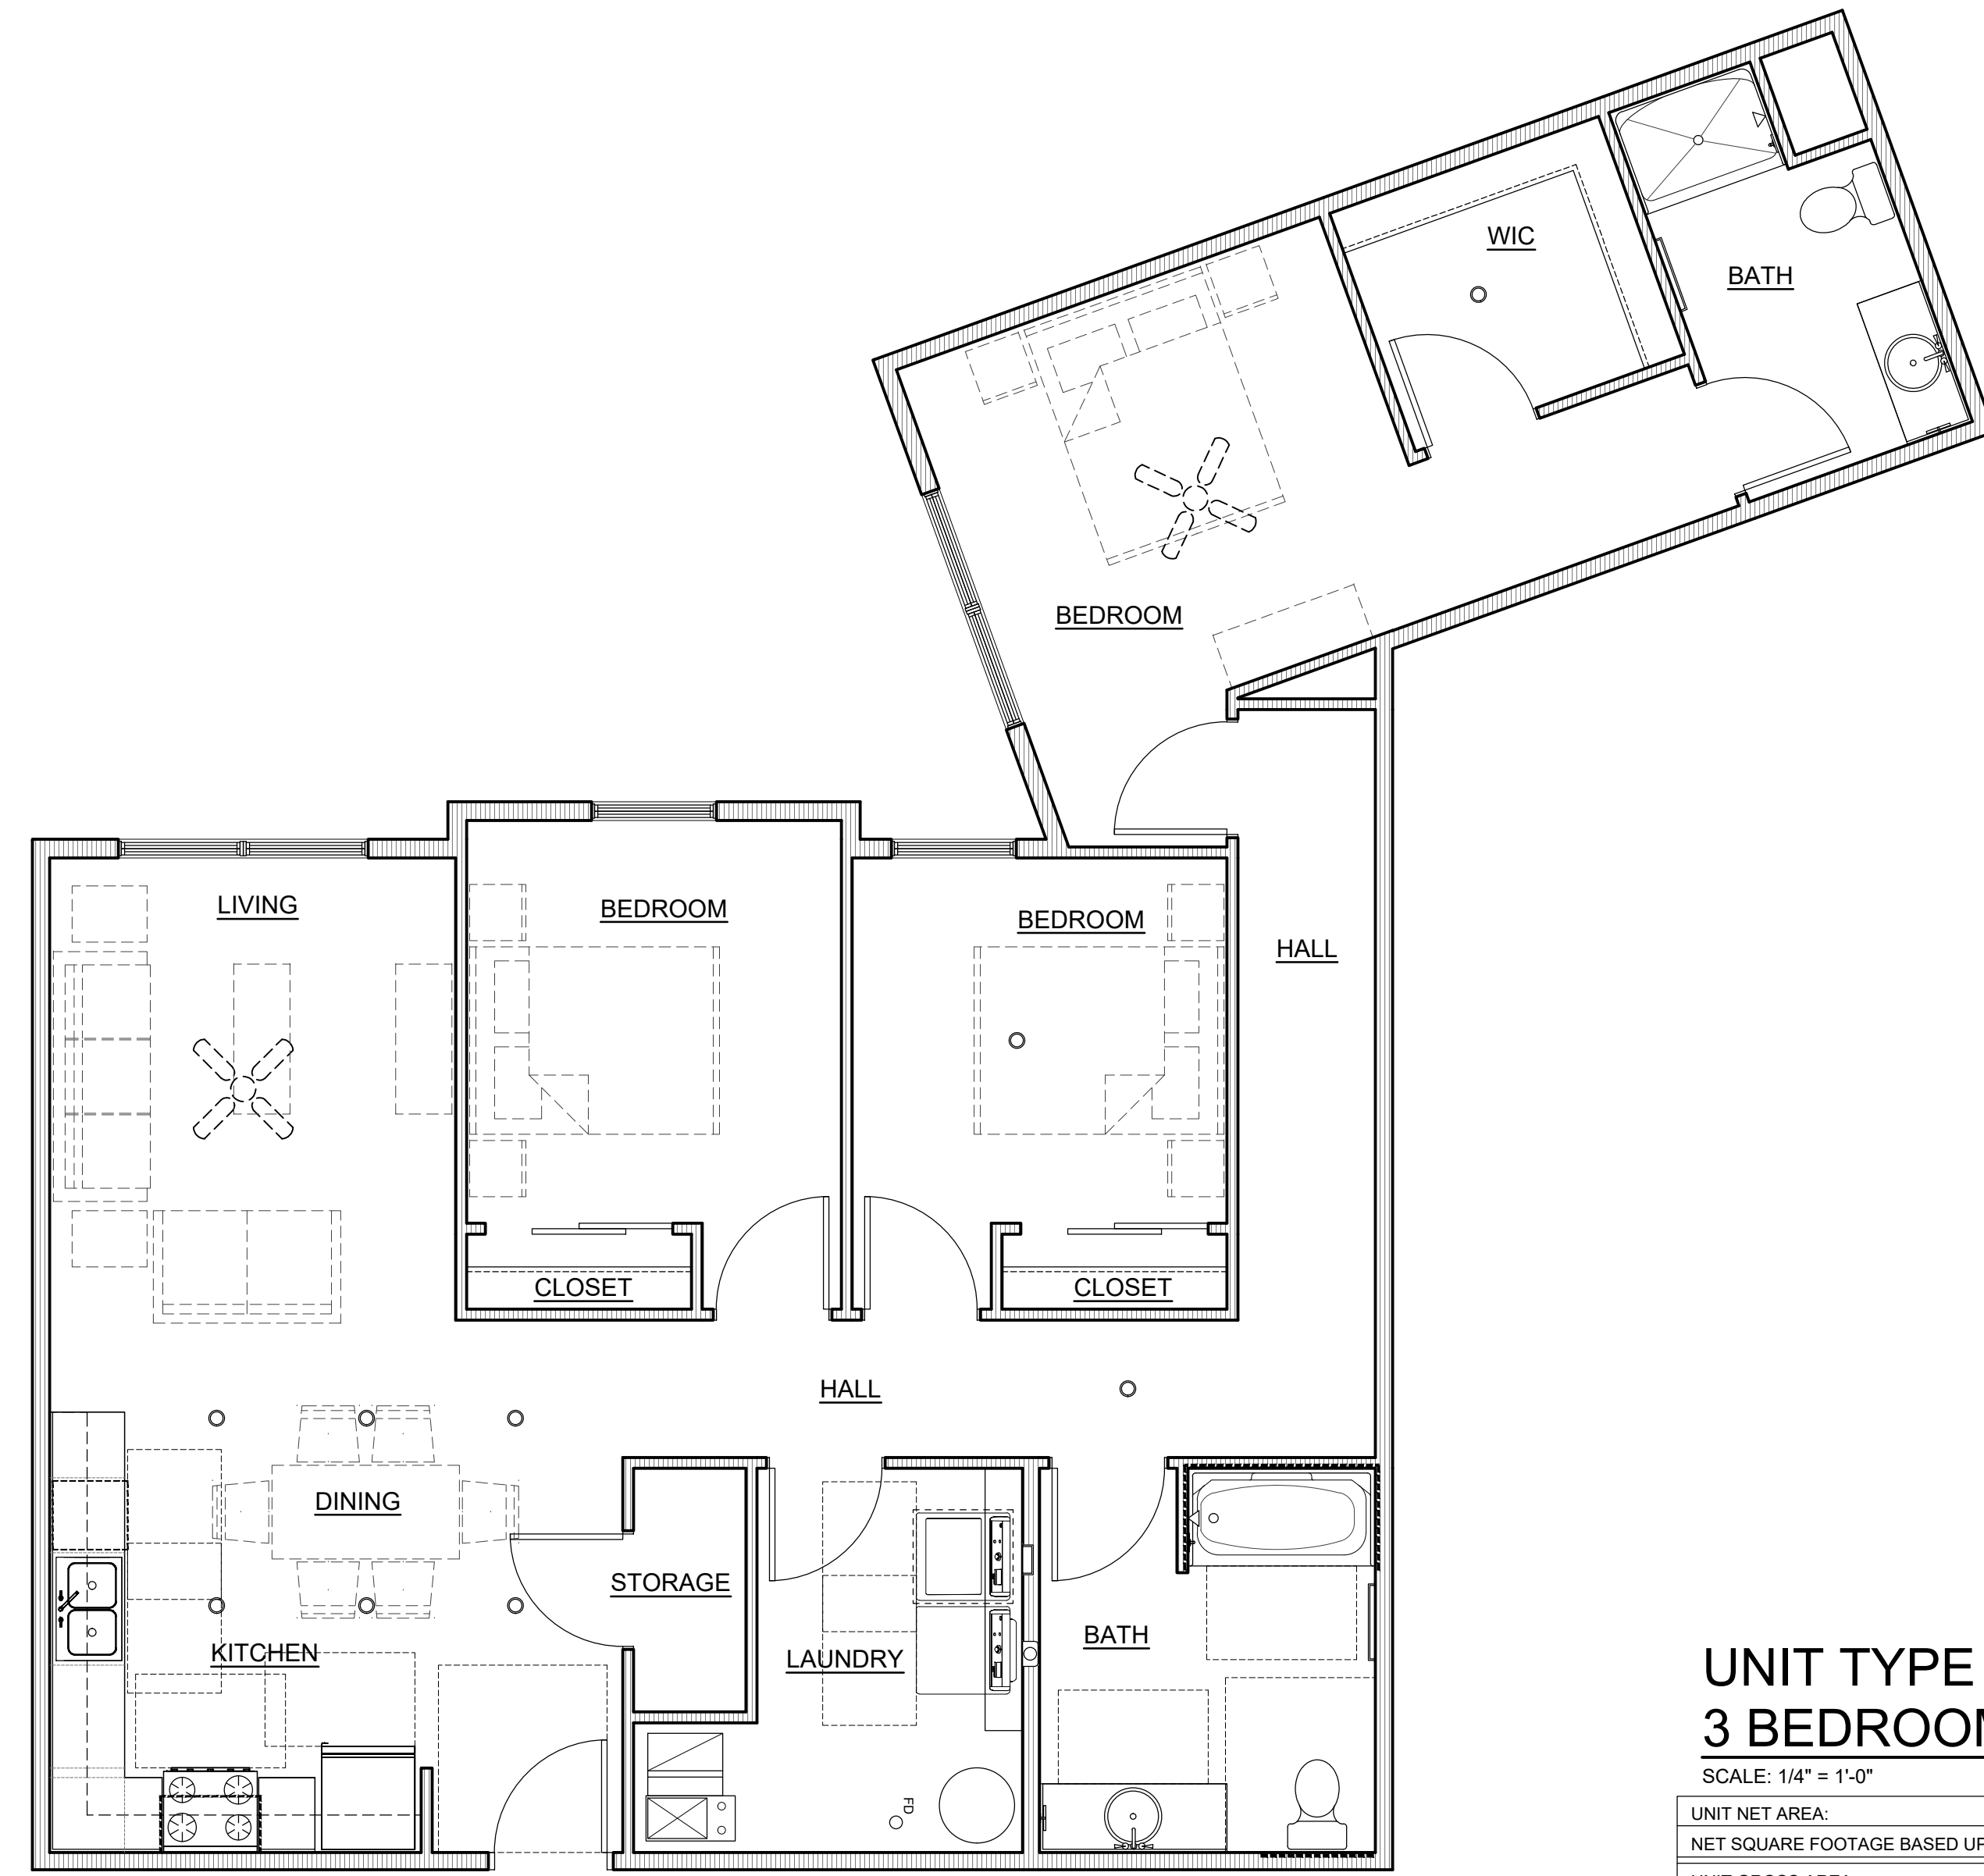 WIC
BATH
BEDROOM
LIVING
BEDROOM
BEDROOM
HALL
CLOSET
CLOSET
HALL
DINING
STORAGE
KITCHEN
LAUNDRY
BATH
FD
UNIT TYPE
3 BEDROOM
SCALE: 1/4" = 1'-0"
UNIT NET AREA:
NET SQUARE FOOTAGE BASED UP